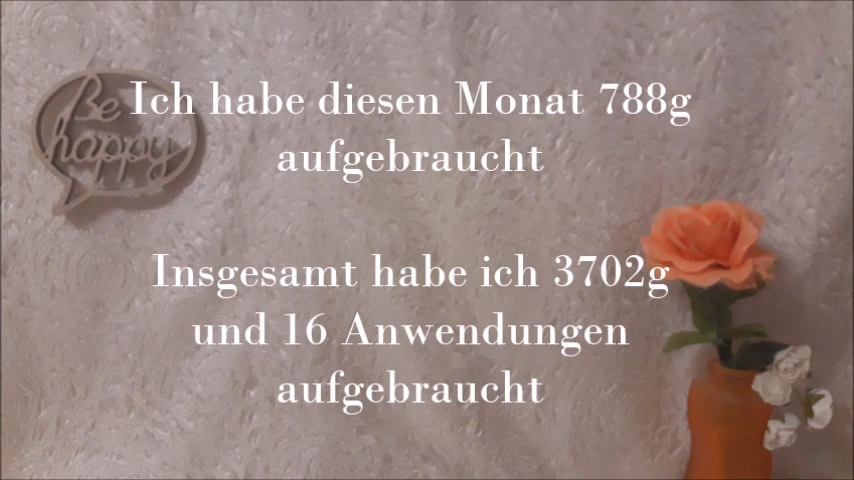 Be
happy
Ich habe diesen Monat 788g
aufgebraucht
Insgesamt habe ich 3702g
und 16 Anwendungen
aufgebraucht